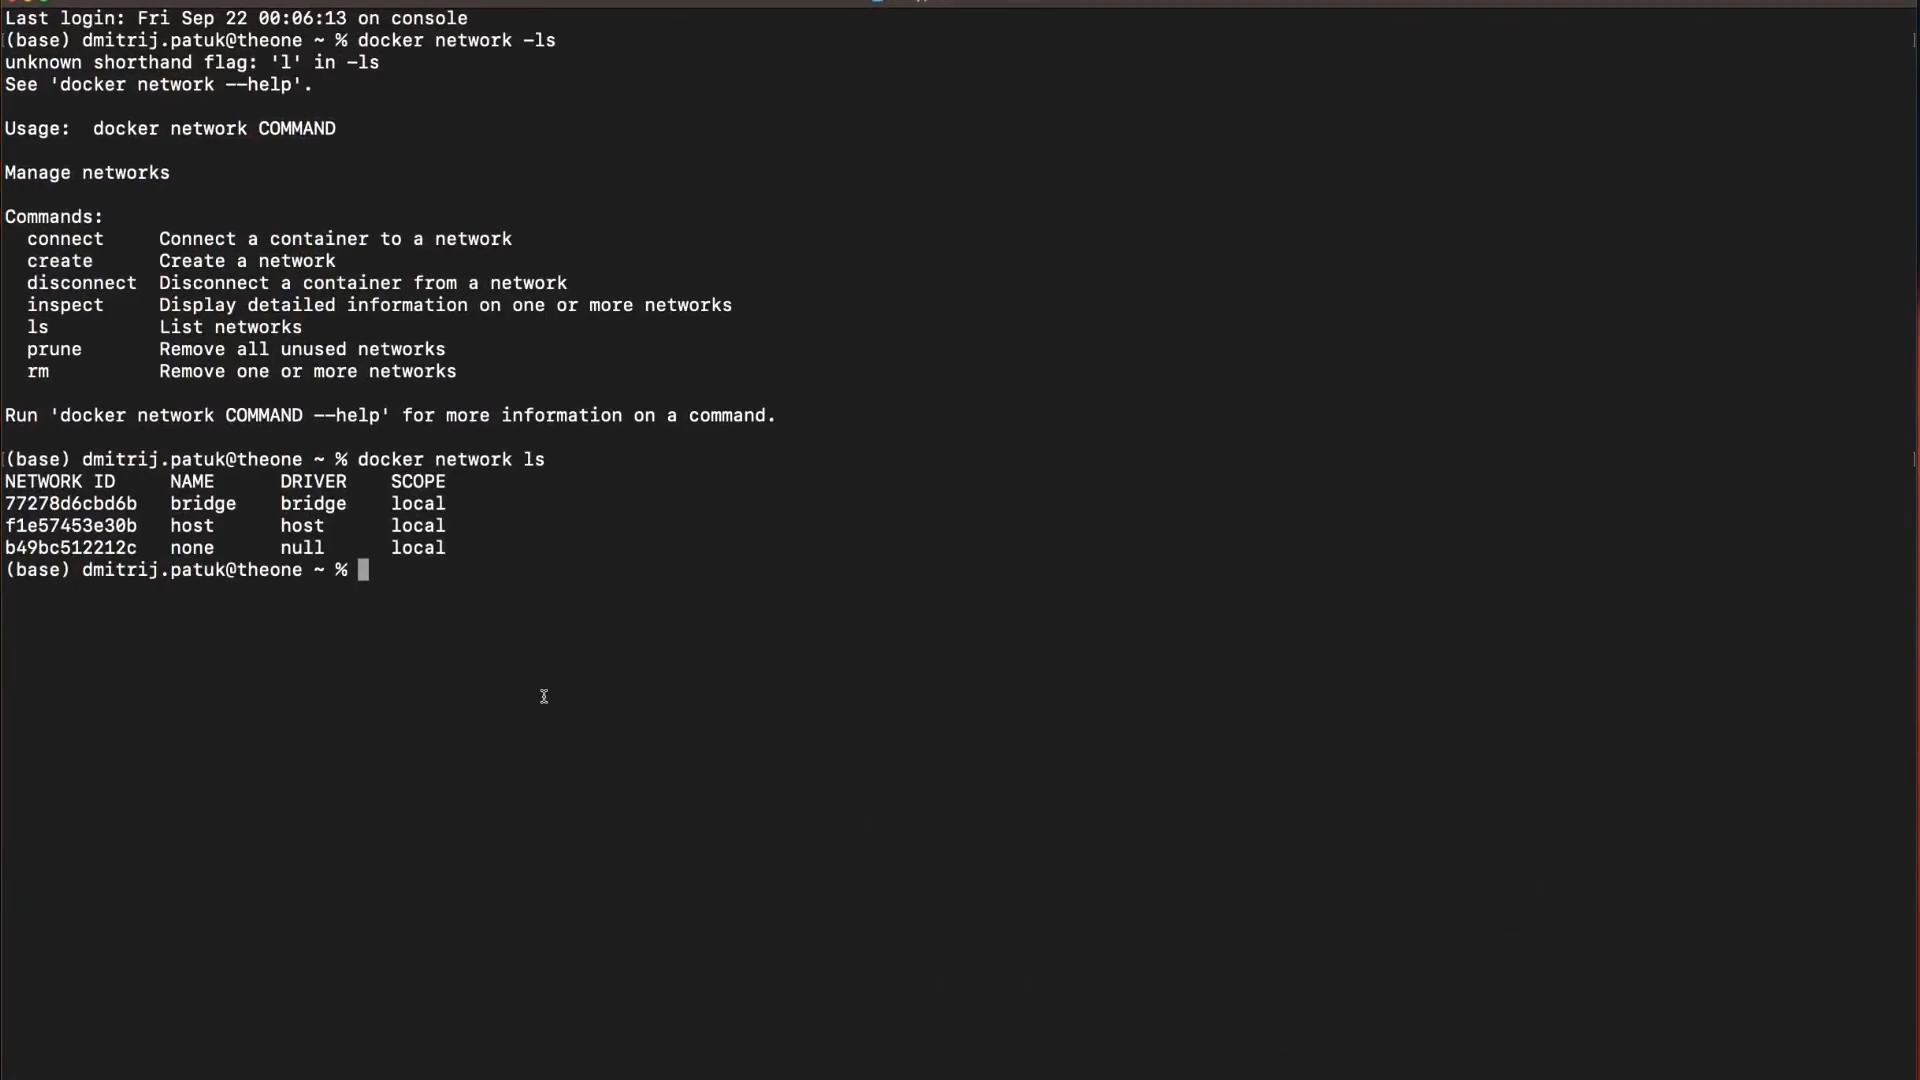 Last login: Fri Sep 22 00:06:13 on console
(base) dmitrij.patuk@theone ~ % docker network -ls
unknown shorthand flag: 'l' in -ls
See 'docker network --help'.
Usage:  docker network COMMAND
Manage networks
Commands:
  connect     Connect a container to a network
  create      Create a network
  disconnect  Disconnect a container from a network
  inspect     Display detailed information on one or more networks
  ls          List networks
  prune       Remove all unused networks
  rm          Remove one or more networks
Run 'docker network COMMAND --help' for more information on a command.
(base) dmitrij.patuk@theone ~ % docker network ls
NETWORK ID     NAME      DRIVER    SCOPE
77278d6cbd6b   bridge    bridge    local
f1e57453e30b   host      host      local
b49bc512212c   none      null      local
(base) dmitrij.patuk@theone ~ %